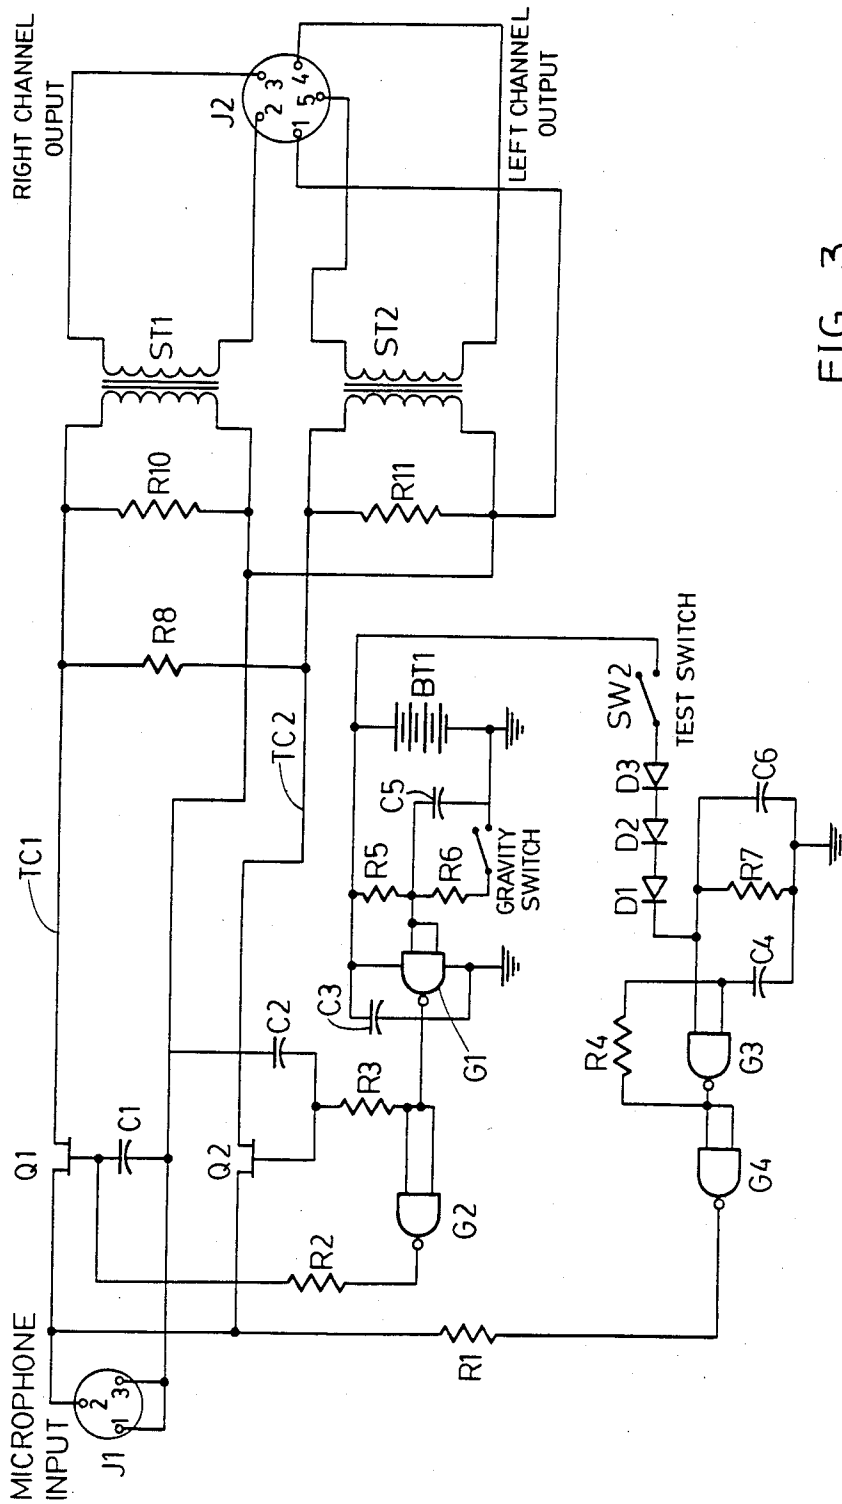 MICROPHONE
INPUT
J1
1
2
3
Q1
C1
TC1
R8
R10
ST1
RIGHT CHANNEL
OUPUT
J2
2
3
1
5
4
LEFT CHANNEL
OUTPUT
Q2
C2
TC2
R11
ST2
R2
R3
G2
C3
G1
R5
R6
C5
GRAVITY
SWITCH
BT1
R1
R4
G4
G3
C4
R7
C6
D1
D2
D3
SW2
TEST SWITCH
FIG. 3